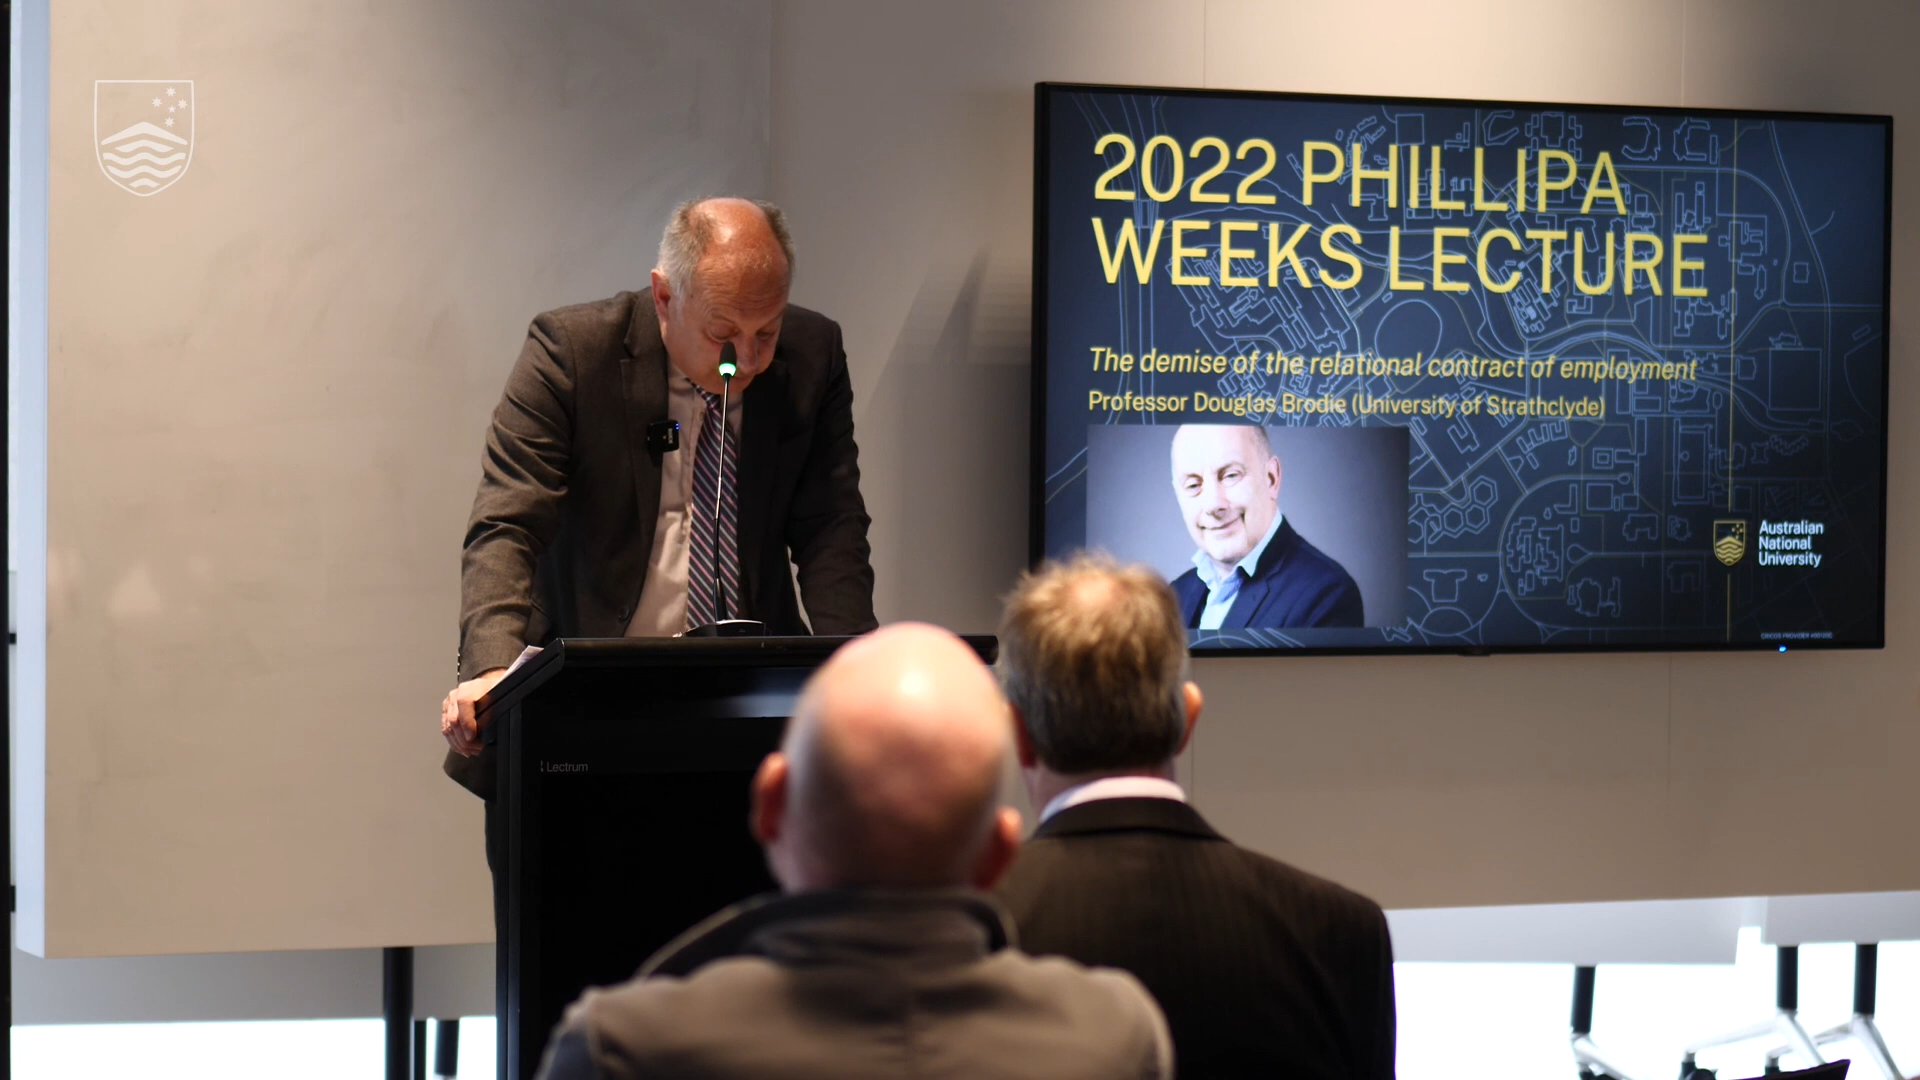 2022 PHILLIPA
WEEKS LECTURE
The demise of the relational contract of employment
Professor Douglas Brodie (University of Strathclyde)
Australian
National
University
Lectrum